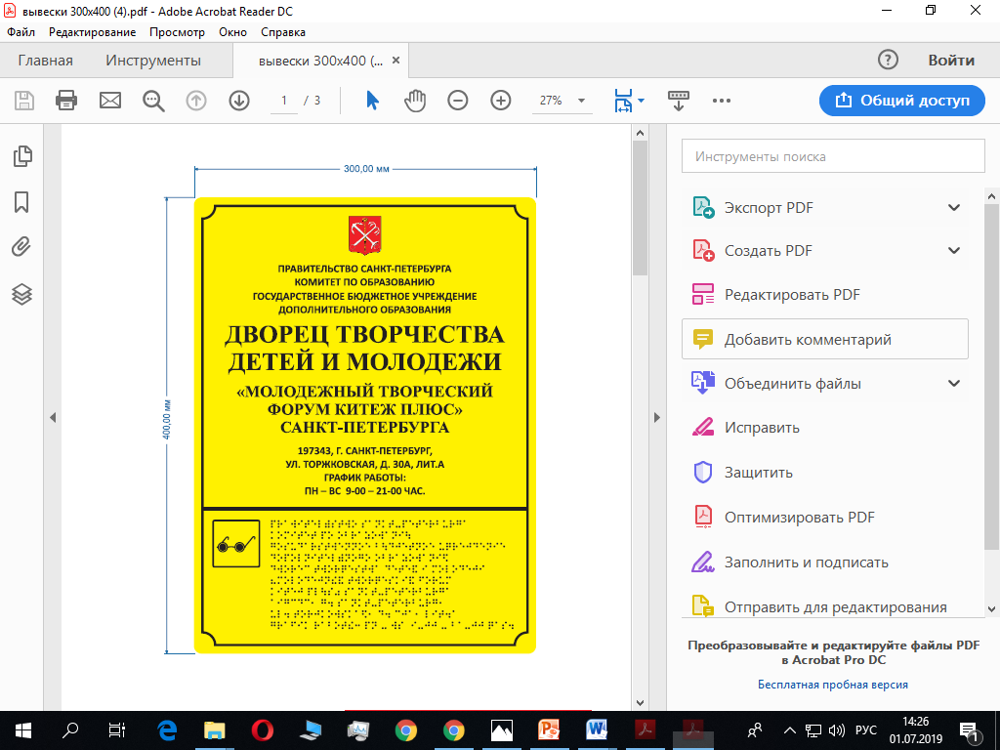 вывески 300х400 (4).pdf - Adobe Acrobat Reader DC
Файл Редактирование Просмотр Окно Справка
Главная Инструменты вывески 300х400 (... Войти
1 / 3 27% Общий доступ
300,00 мм
400,00 мм
ПРАВИТЕЛЬСТВО САНКТ-ПЕТЕРБУРГА
КОМИТЕТ ПО ОБРАЗОВАНИЮ
ГОСУДАРСТВЕННОЕ БЮДЖЕТНОЕ УЧРЕЖДЕНИЕ
ДОПОЛНИТЕЛЬНОГО ОБРАЗОВАНИЯ
ДВОРЕЦ ТВОРЧЕСТВА
ДЕТЕЙ И МОЛОДЕЖИ
«МОЛОДЕЖНЫЙ ТВОРЧЕСКИЙ
ФОРУМ КИТЕЖ ПЛЮС»
САНКТ-ПЕТЕРБУРГА
197343, Г. САНКТ-ПЕТЕРБУРГ,
УЛ. ТОРЖКОВСКАЯ, Д. 30А, ЛИТ.А
ГРАФИК РАБОТЫ:
ПН – ВС 9-00 – 21-00 ЧАС.
Инструменты поиска
Экспорт PDF
Создать PDF
Редактировать PDF
Добавить комментарий
Объединить файлы
Исправить
Защитить
Оптимизировать PDF
Заполнить и подписать
Отправить для редактирования
Преобразовывайте и редактируйте файлы PDF
в Acrobat Pro DC
Бесплатная пробная версия
РУС 14:26
01.07.2019
1